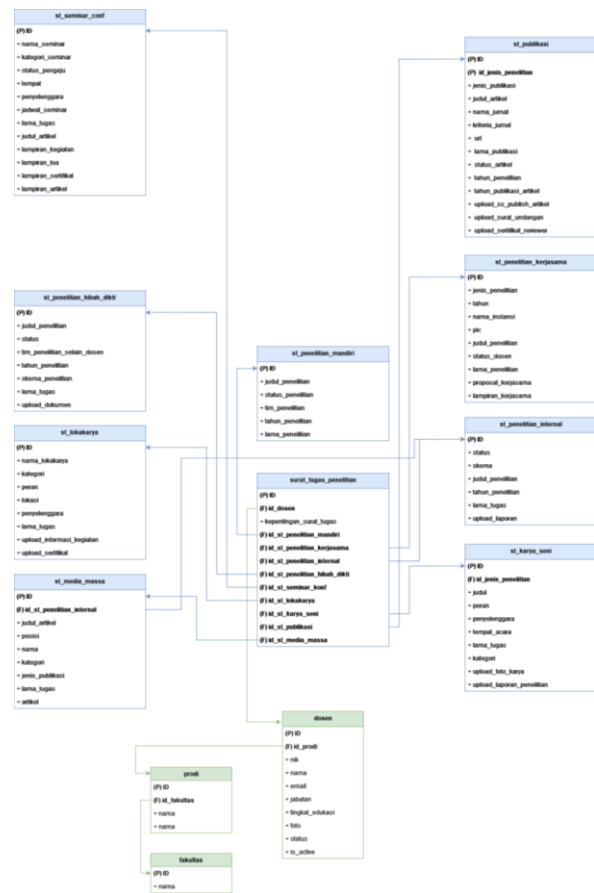 st_seminar_conf
(P) ID
+ nama_seminar
+ kategori_seminar
+ status_pengaju
+ tempat
+ penyelenggara
+ jadwal_seminar
+ lama_tugas
+ judul_artikel
+ lampiran_kegiatan
+ lampiran_loa
+ lampiran_sertifikat
+ lampiran_artikel
st_publikasi
(P) ID
(P) id_jenis_penelitian
+ jenis_publikasi
+ judul_artikel
+ nama_jurnal
+ kriteria_jurnal
+ url
+ lama_publikasi
+ status_artikel
+ tahun_penelitian
+ tahun_publikasi_artikel
+ upload_ss_publish_artikel
+ upload_surat_undangan
+ upload_sertifikat_reviewer
st_penelitian_kerjasama
(P) ID
+ jenis_penelitian
+ tahun
+ nama_instansi
+ pic
+ judul_penelitian
+ status_dosen
+ lama_penelitian
+ proposal_kerjasama
+ lampiran_kerjasama
st_penelitian_hibah_dikti
(P) ID
+ judul_penelitian
+ status
+ tim_penelitian_selain_dosen
+ tahun_penelitian
+ skema_penelitian
+ lama_tugas
+ upload_dokumen
st_penelitian_mandiri
(P) ID
+ judul_penelitian
+ status_penelitian
+ tim_penelitian
+ tahun_penelitian
+ lama_penelitian
st_penelitian_internal
(P) ID
+ status
+ skema
+ judul_penelitian
+ tahun_penelitian
+ lama_tugas
+ upload_laporan
st_lokakarya
(P) ID
+ nama_lokakarya
+ kategori
+ peran
+ lokasi
+ penyelenggara
+ lama_tugas
+ upload_informasi_kegiatan
+ upload_sertifikat
surat_tugas_penelitian
(P) ID
(F) id_dosen
+ kepentingan_surat_tugas
(F) id_st_penelitian_mandiri
(F) id_st_penelitian_kerjasama
(F) id_st_penelitian_internal
(F) id_st_penelitian_hibah_dikti
(F) id_st_seminar_konf
(F) id_st_lokakarya
(F) id_st_karya_seni
(F) id_st_publikasi
(F) id_st_media_massa
st_karya_seni
(P) ID
(F) id_jenis_penelitian
+ judul
+ peran
+ penyelenggara
+ tempat_acara
+ lama_tugas
+ kategori
+ upload_foto_karya
+ upload_laporan_penelitian
st_media_massa
(P) ID
(F) id_st_penelitian_internal
+ judul_artikel
+ posisi
+ nama
+ kategori
+ jenis_publikasi
+ lama_tugas
+ artikel
dosen
(P) ID
(F) id_prodi
+ nik
+ nama
+ email
+ jabatan
+ tingkat_edukasi
+ foto
+ status
+ is_active
prodi
(P) ID
(F) id_fakultas
+ nama
+ nama
fakultas
(P) ID
+ nama